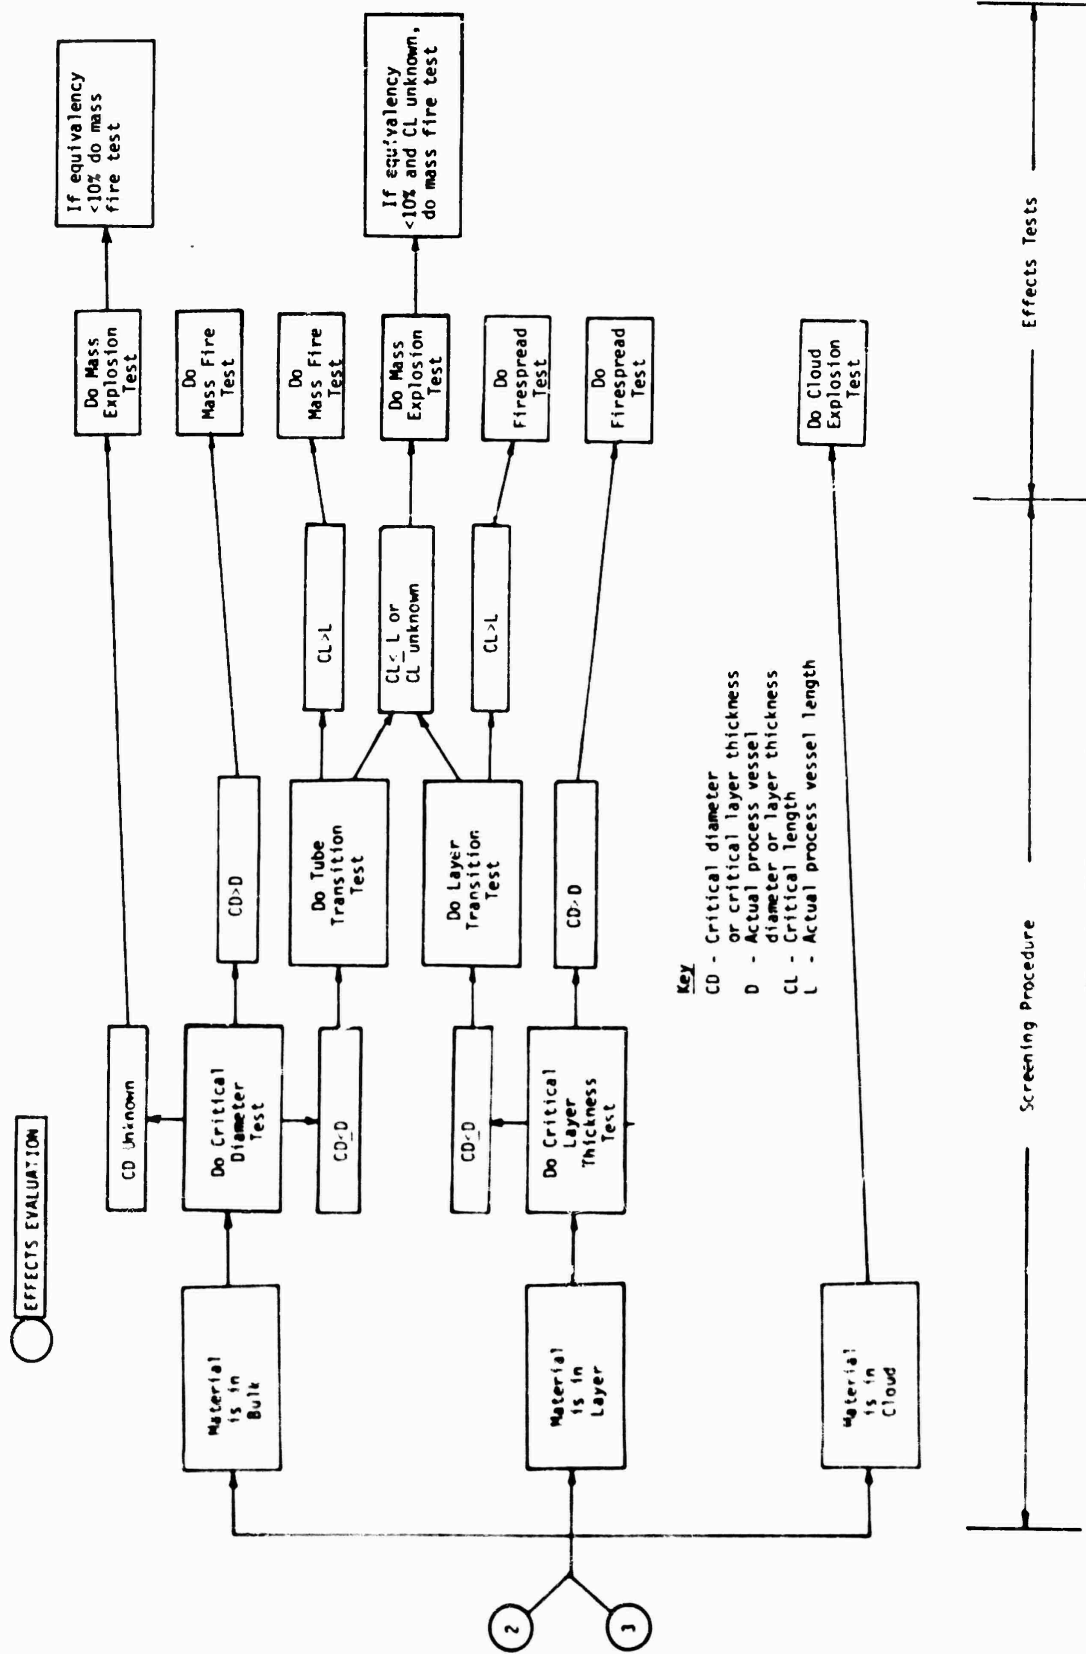 EFFECTS EVALUATION
2
3
Material
is in
Bulk
Material
is in
Layer
Material
is in
Cloud
CD Unknown
Do Critical
Diameter
Test
CD≤D
CD≤D
Do Critical
Layer
Thickness
Test
CD>D
Do Tube
Transition
Test
Do Layer
Transition
Test
CD>D
CL>L
CL≤L or
CL unknown
CL>L
Do Mass
Explosion
Test
Do
Mass Fire
Test
Do
Mass Fire
Test
Do Mass
Explosion
Test
Do
Firespread
Test
Do
Firespread
Test
Do Cloud
Explosion
Test
If equivalency
<10% do mass
fire test
If equivalency
<10% and CL unknown,
do mass fire test
Key
CD - Critical diameter
or critical layer thickness
D - Actual process vessel
diameter or layer thickness
CL - Critical length
L - Actual process vessel length
Screening Procedure
Effects Tests